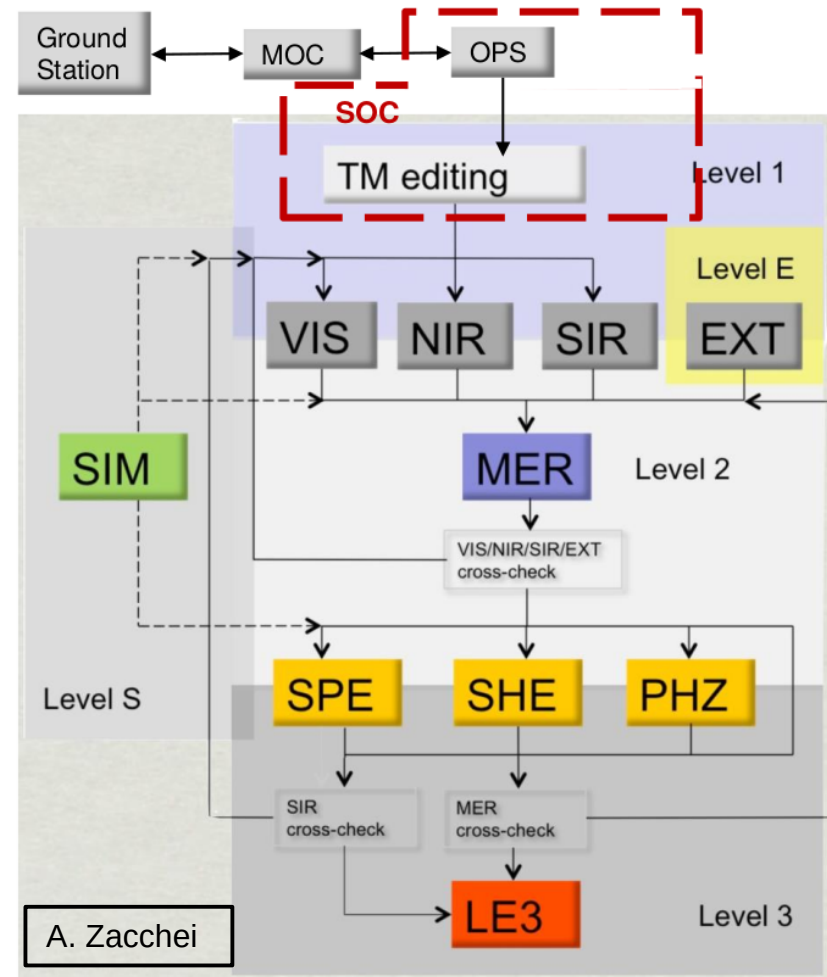 Ground
Station
MOC
OPS
SOC
TM editing
Level 1
Level E
VIS
NIR
SIR
EXT
SIM
MER
Level 2
VIS/NIR/SIR/EXT
cross-check
SPE
SHE
PHZ
Level S
SIR
cross-check
MER
cross-check
LE3
Level 3
A. Zacchei